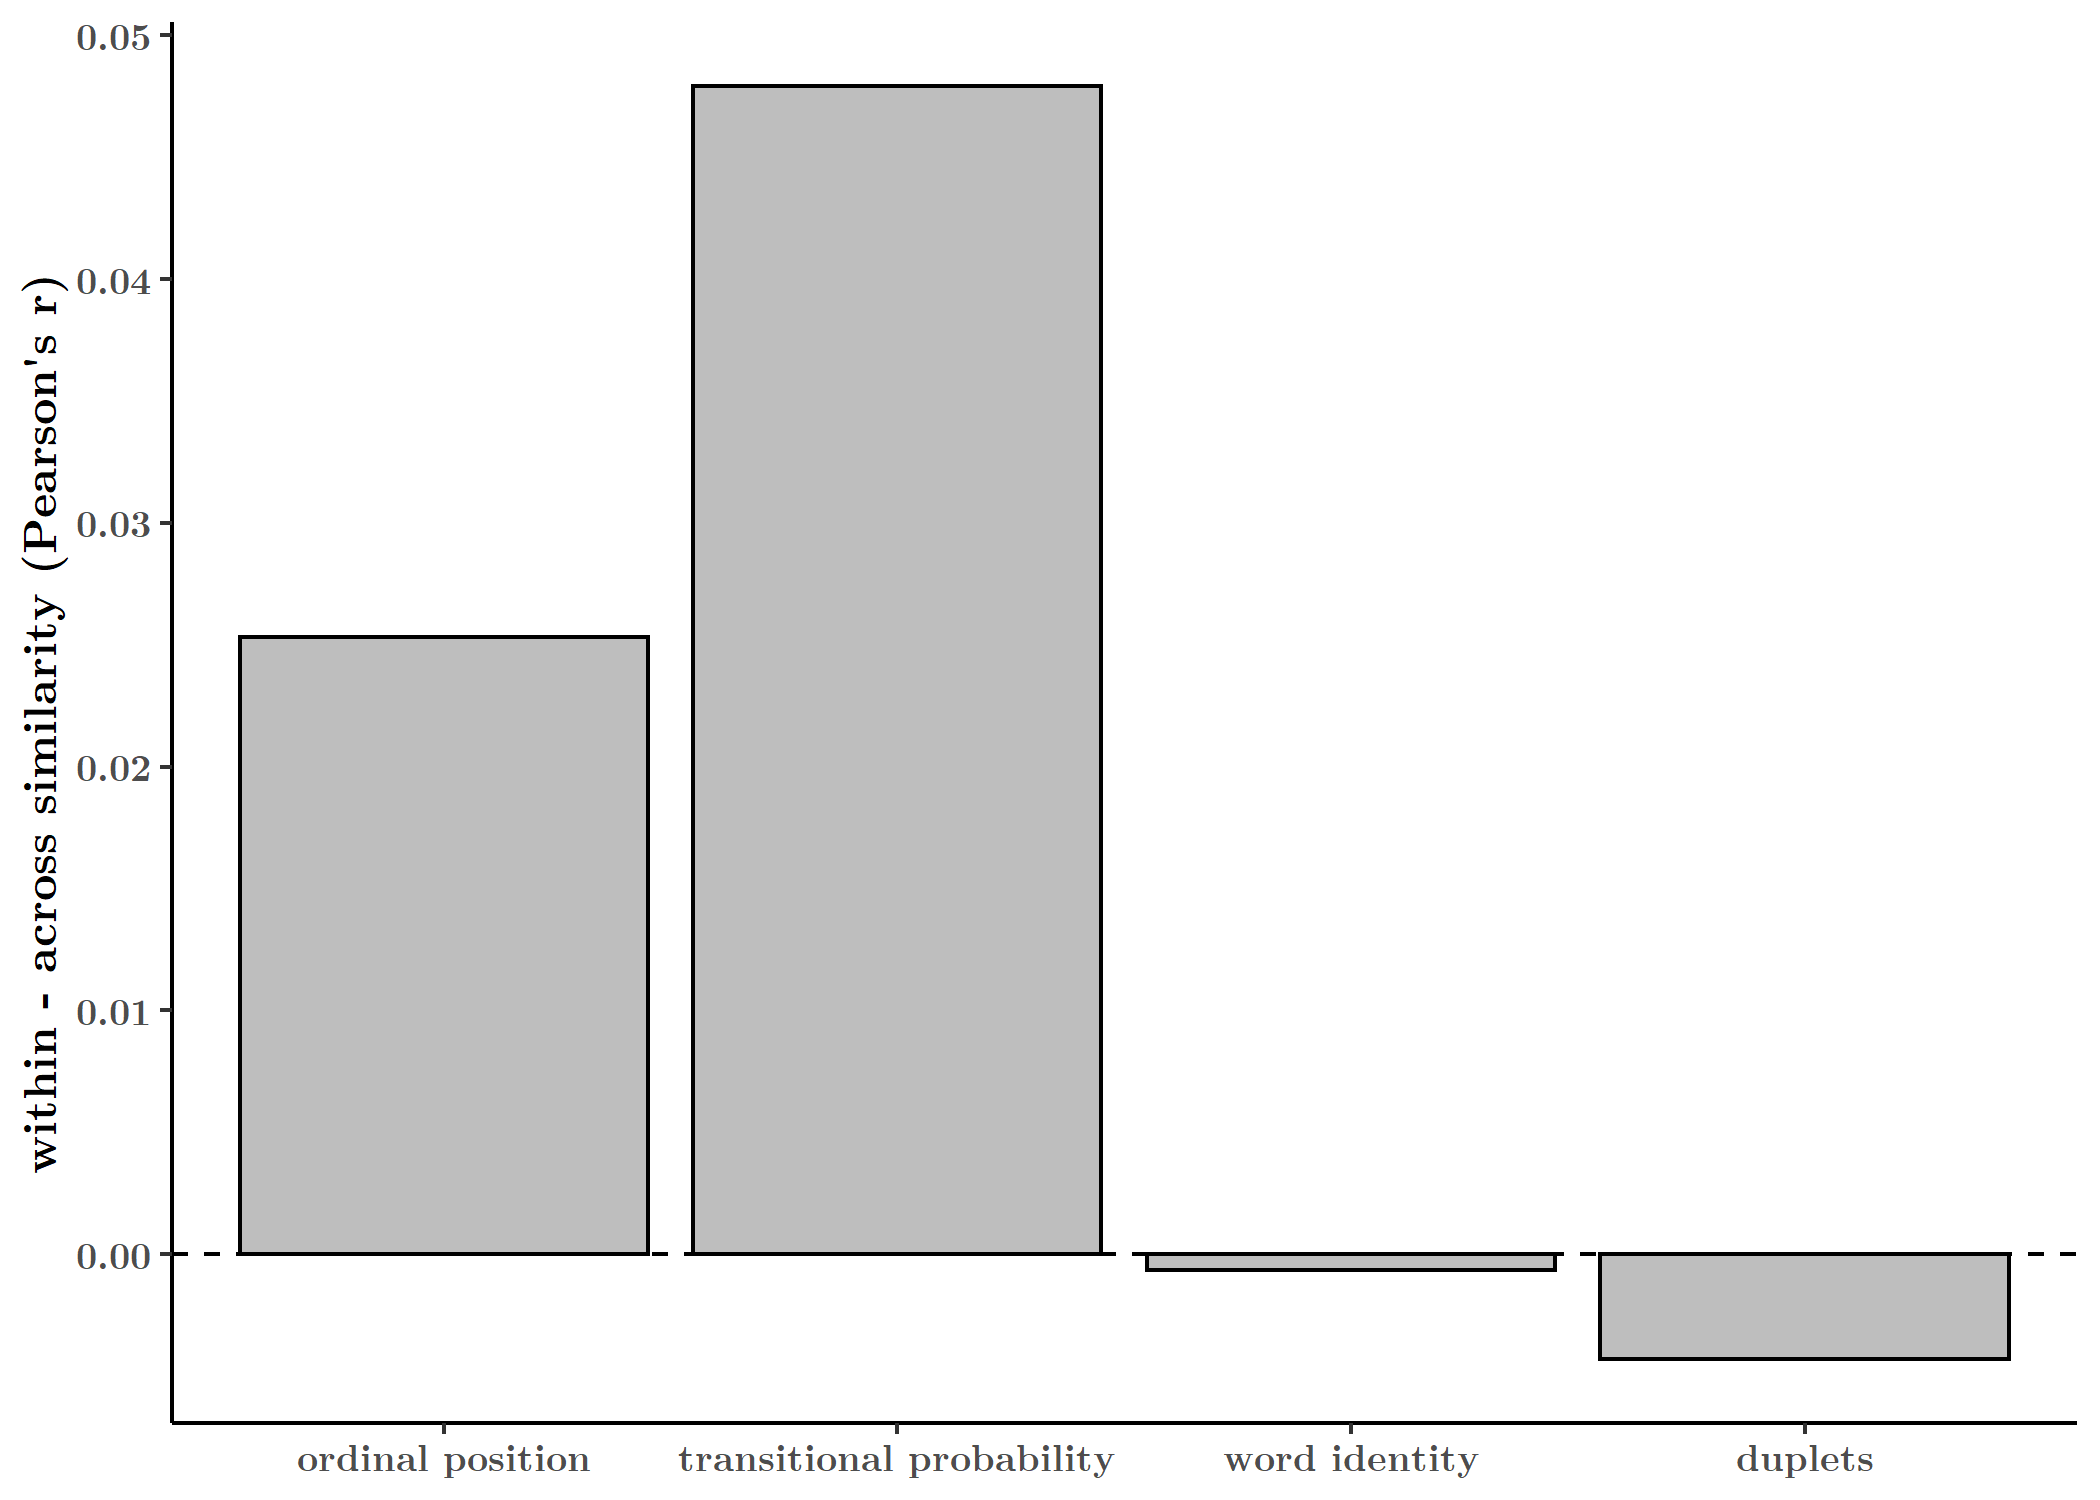 within - across similarity (Pearson's r)
0.05
0.04
0.03
0.02
0.01
0.00
ordinal position
transitional probability
word identity
duplets